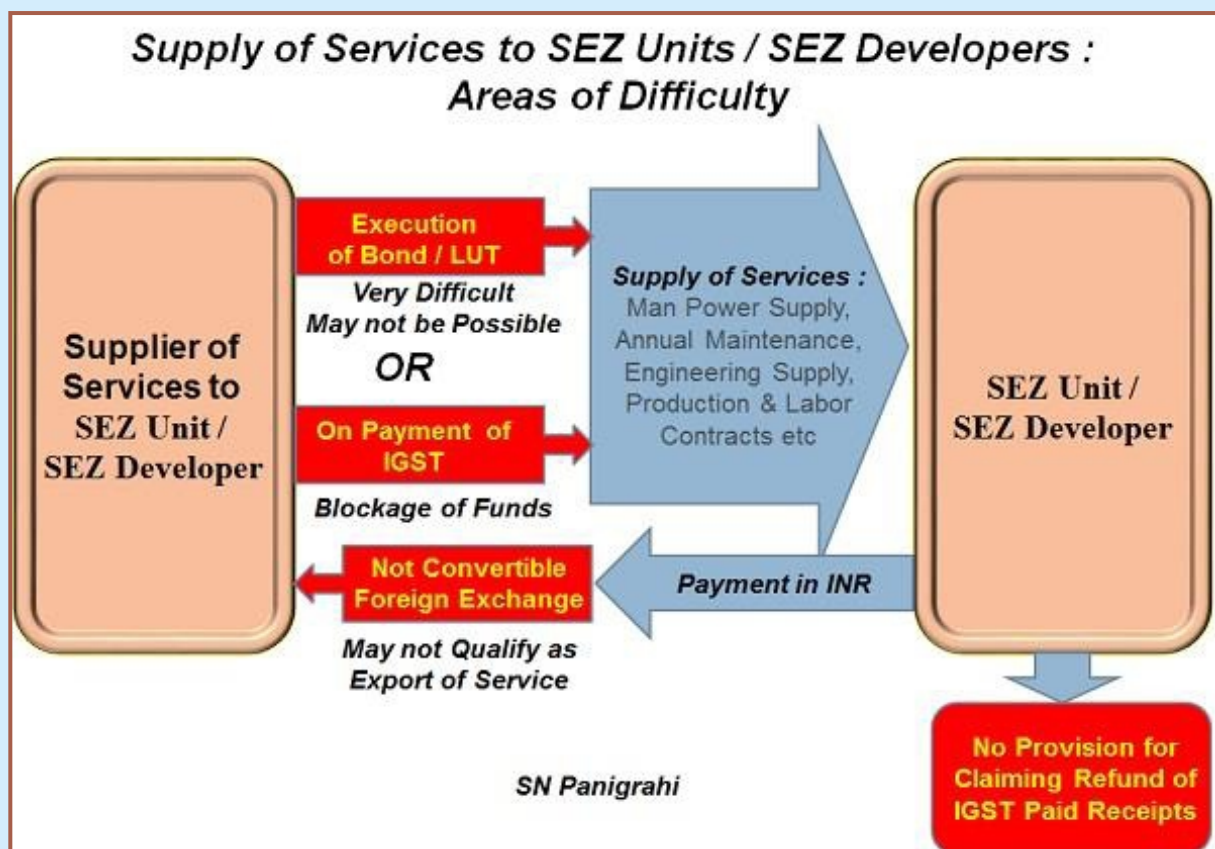 Supply of Services to SEZ Units / SEZ Developers :
Areas of Difficulty
Supplier of
Services to
SEZ Unit /
SEZ Developer
Execution
of Bond / LUT
Very Difficult
May not be Possible
OR
On Payment of
IGST
Blockage of Funds
Not Convertible
Foreign Exchange
May not Qualify as
Export of Service
Supply of Services :
Man Power Supply,
Annual Maintenance,
Engineering Supply,
Production & Labor
Contracts etc
Payment in INR
SEZ Unit /
SEZ Developer
No Provision for
Claiming Refund of
IGST Paid Receipts
SN Panigrahi